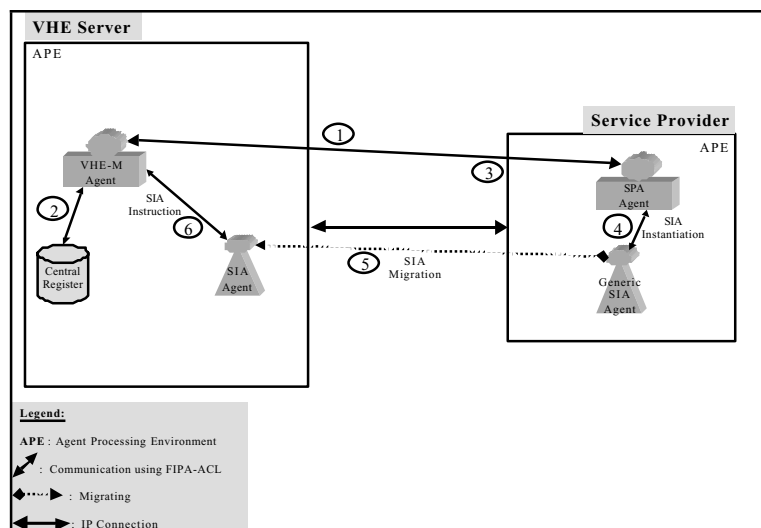 VHE Server
APE
Service Provider
APE
1
3
VHE-M
Agent
SPA
Agent
2
SIA
Instruction
6
4
SIA
Instantiation
Central
Register
SIA
Agent
5
SIA
Migration
Generic
SIA
Agent
Legend:
APE : Agent Processing Environment
: Communication using FIPA-ACL
: Migrating
: IP Connection